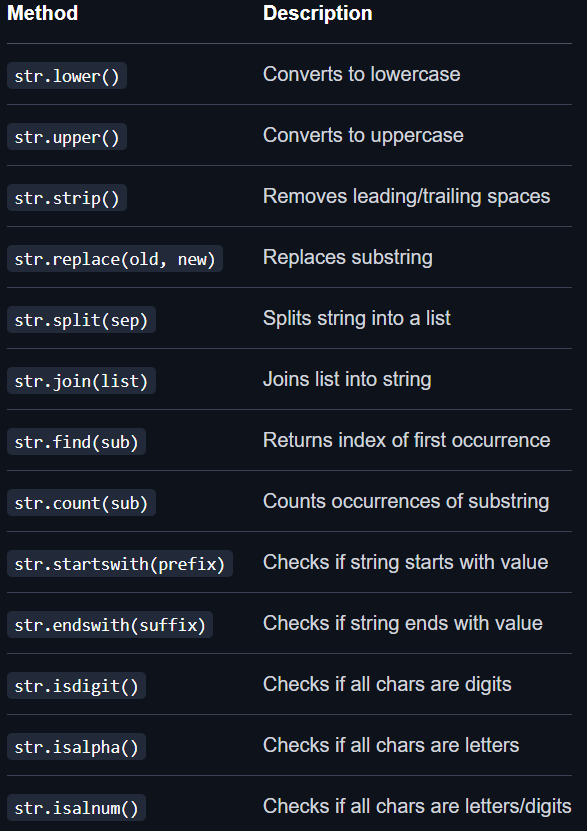 Method Description
str.lower() Converts to lowercase
str.upper() Converts to uppercase
str.strip() Removes leading/trailing spaces
str.replace(old, new) Replaces substring
str.split(sep) Splits string into a list
str.join(list) Joins list into string
str.find(sub) Returns index of first occurrence
str.count(sub) Counts occurrences of substring
str.startswith(prefix) Checks if string starts with value
str.endswith(suffix) Checks if string ends with value
str.isdigit() Checks if all chars are digits
str.isalpha() Checks if all chars are letters
str.isalnum() Checks if all chars are letters/digits